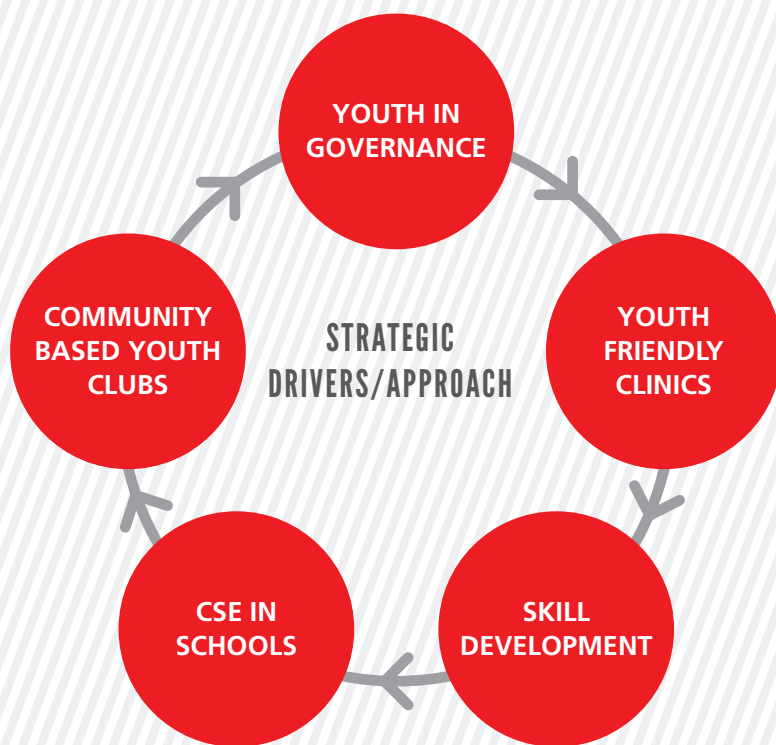 YOUTH IN
GOVERNANCE
COMMUNITY
BASED YOUTH
CLUBS
STRATEGIC
DRIVERS/APPROACH
YOUTH
FRIENDLY
CLINICS
CSE IN
SCHOOLS
SKILL
DEVELOPMENT